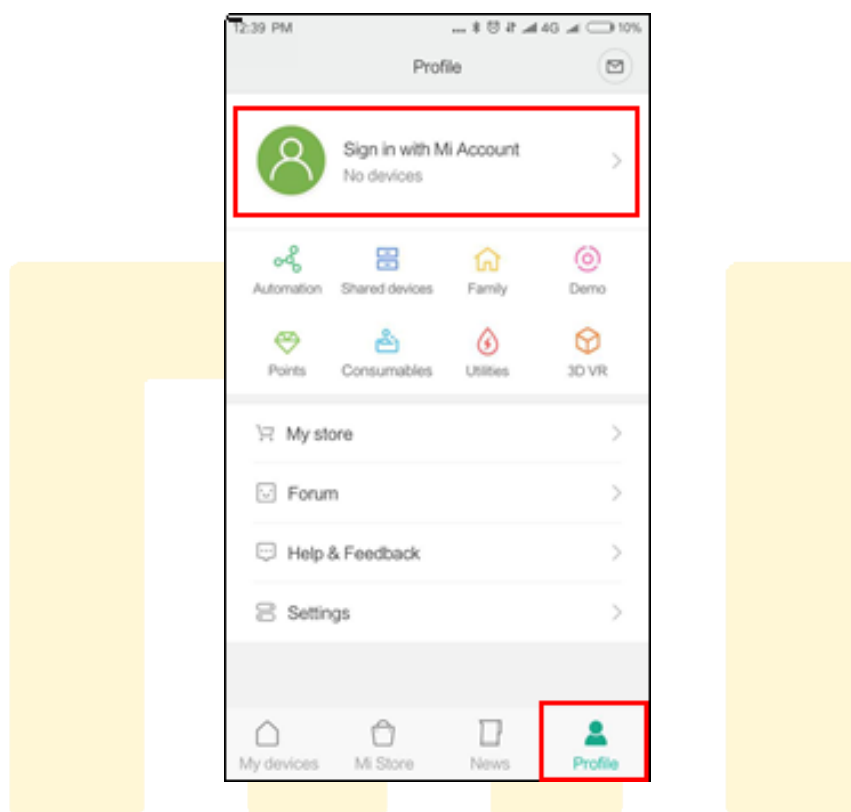 12:39 PM 4G 10%
Profile
Sign in with Mi Account
No devices
Automation Shared devices Family Demo
Points Consumables Utilities 3D VR
My store
Forum
Help & Feedback
Settings
My devices Mi Store News Profile